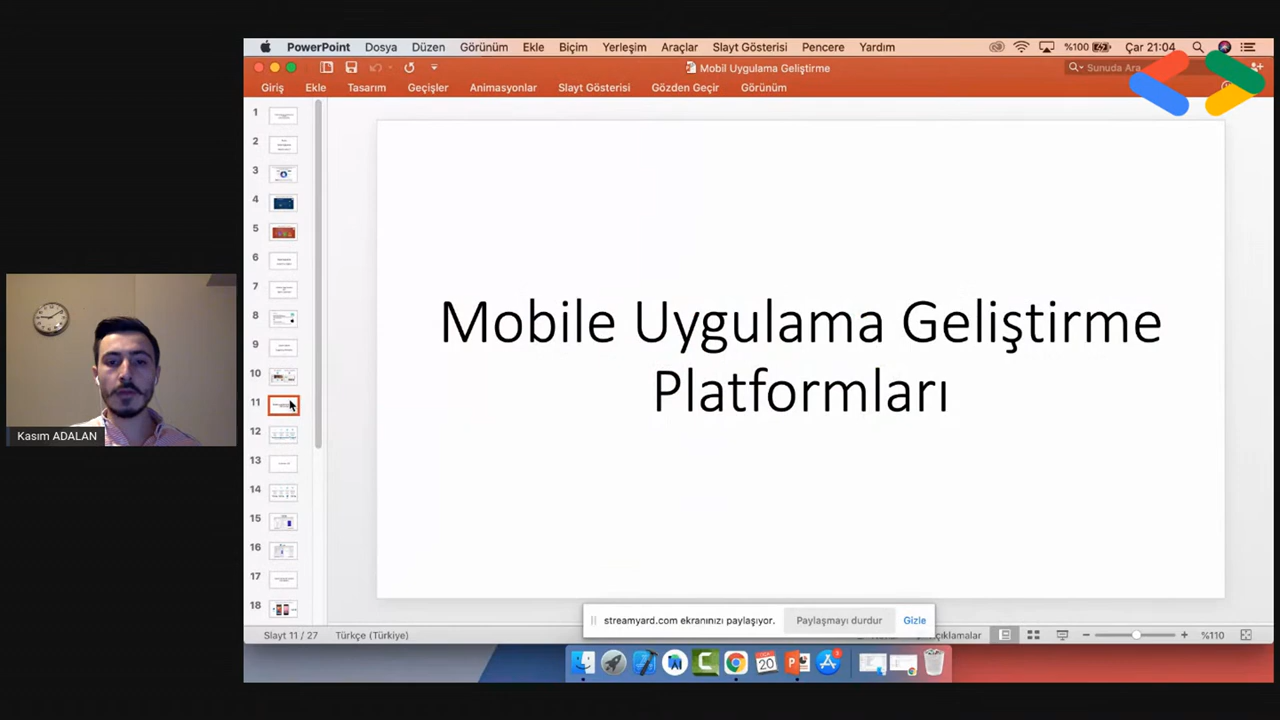 PowerPoint Dosya Düzen Görünüm Ekle Biçim Yerleşim Araçlar Slayt Gösterisi Pencere Yardım %100 Çar 21:04
Mobil Uygulama Geliştirme
Sunuda Ara
Giriş Ekle Tasarım Geçişler Animasyonlar Slayt Gösterisi Gözden Geçir Görünüm
1
2
3
4
5
6
7
8
9
10
11
12
13
14
15
16
17
18
Mobile Uygulama Geliştirme
Platformları
Kasım ADALAN
streamyard.com ekranınızı paylaşıyor. Paylaşmayı durdur Gizle
Slayt 11 / 27 Türkçe (Türkiye) %110
20